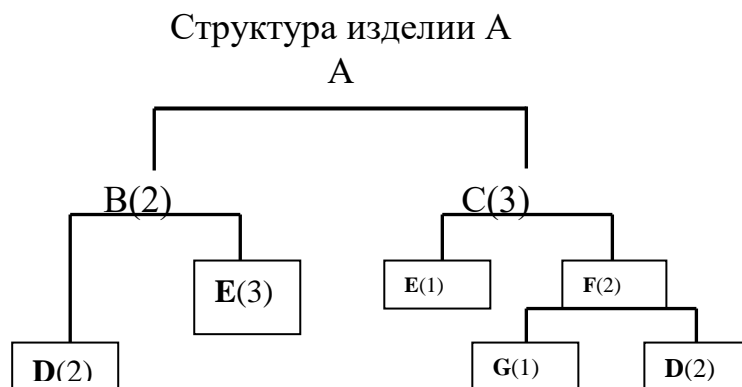 Структура изделии А
А
В(2) С(3)
E(3) E(1) F(2)
D(2) G(1) D(2)